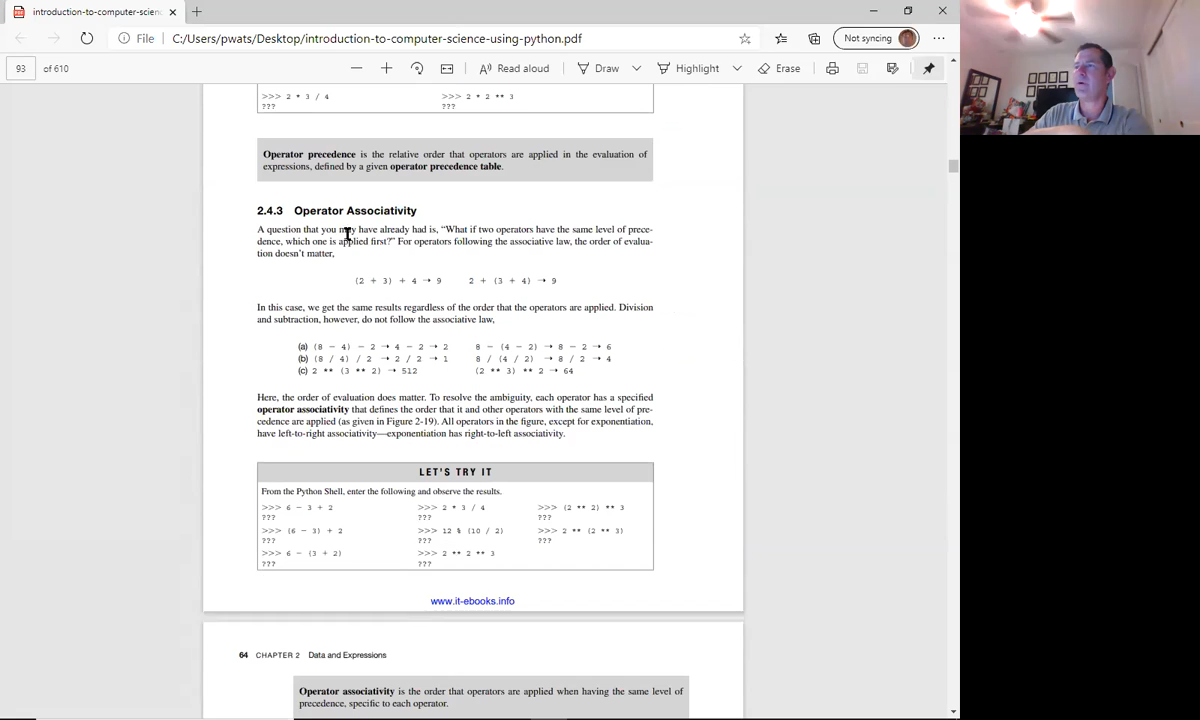 introduction-to-computer-scienc
File
C:/Users/pwats/Desktop/introduction-to-computer-science-using-python.pdf
Not syncing
93 of 610
Read aloud
Draw
Highlight
Erase
>>> 2 * 3 / 4 >>> 2 * 2 ** 3
??? ???
Operator precedence is the relative order that operators are applied in the evaluation of
expressions, defined by a given operator precedence table.
2.4.3 Operator Associativity
A question that you may have already had is, “What if two operators have the same level of prece-
dence, which one is applied first?” For operators following the associative law, the order of evalua-
tion doesn’t matter,
(2 + 3) + 4 → 9 2 + (3 + 4) → 9
In this case, we get the same results regardless of the order that the operators are applied. Division
and subtraction, however, do not follow the associative law,
(a) (8 - 4) - 2 → 4 - 2 → 2 8 - (4 - 2) → 8 - 2 → 6
(b) (8 / 4) / 2 → 2 / 2 → 1 8 / (4 / 2) → 8 / 2 → 4
(c) 2 ** (3 ** 2) → 512 (2 ** 3) ** 2 → 64
Here, the order of evaluation does matter. To resolve the ambiguity, each operator has a specified
operator associativity that defines the order that it and other operators with the same level of pre-
cedence are applied (as given in Figure 2-19). All operators in the figure, except for exponentiation,
have left-to-right associativity—exponentiation has right-to-left associativity.
LET’S TRY IT
From the Python Shell, enter the following and observe the results.
>>> 6 - 3 + 2 >>> 2 * 3 / 4 >>> (2 ** 2) ** 3
??? ??? ???
>>> (6 - 3) + 2 >>> 12 % (10 / 2) >>> 2 ** (2 ** 3)
??? ??? ???
>>> 6 - (3 + 2) >>> 2 ** 2 ** 3
??? ???
www.it-ebooks.info
64 CHAPTER 2 Data and Expressions
Operator associativity is the order that operators are applied when having the same level of
precedence, specific to each operator.